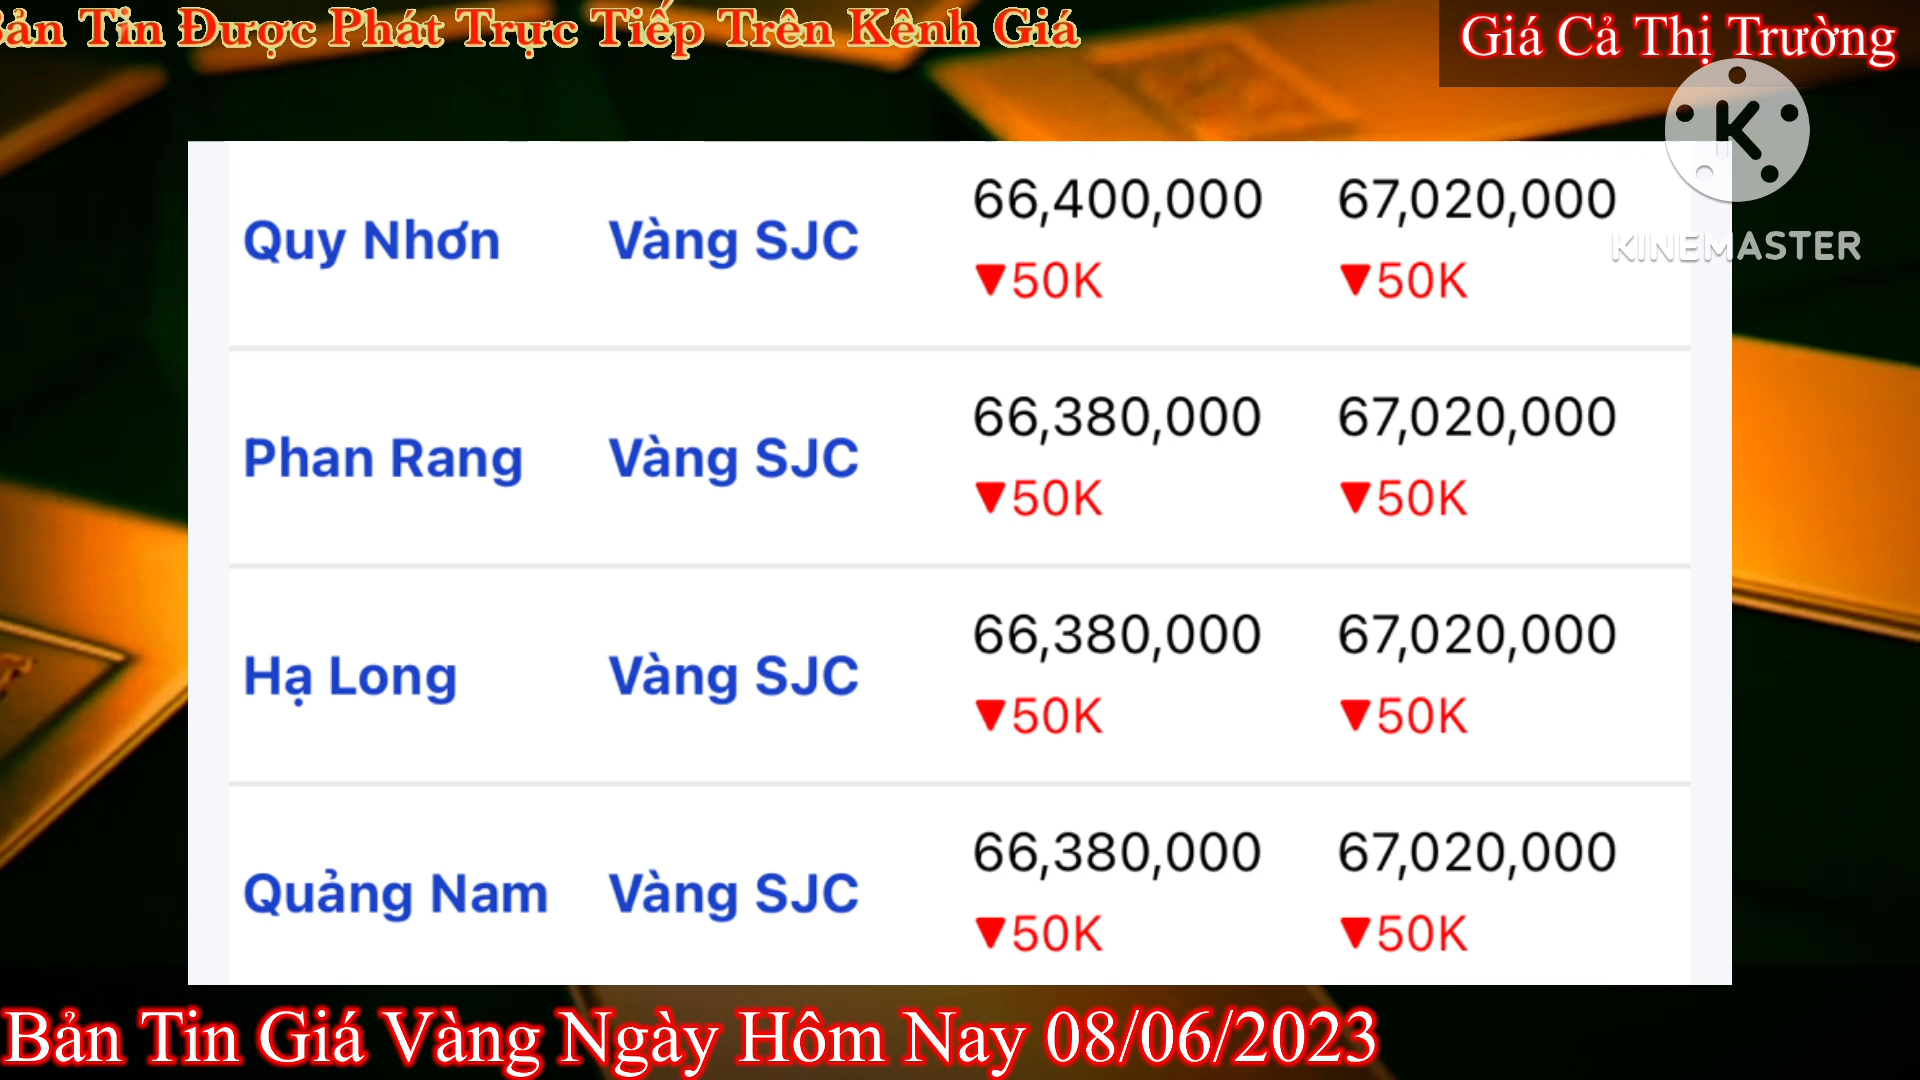 Bản Tin Được Phát Trực Tiếp Trên Kênh Giá
Giá Cả Thị Trường
KINEMASTER
Quy Nhơn Vàng SJC 66,400,000 67,020,000
▼50K ▼50K
Phan Rang Vàng SJC 66,380,000 67,020,000
▼50K ▼50K
Hạ Long Vàng SJC 66,380,000 67,020,000
▼50K ▼50K
Quảng Nam Vàng SJC 66,380,000 67,020,000
▼50K ▼50K
Bản Tin Giá Vàng Ngày Hôm Nay 08/06/2023